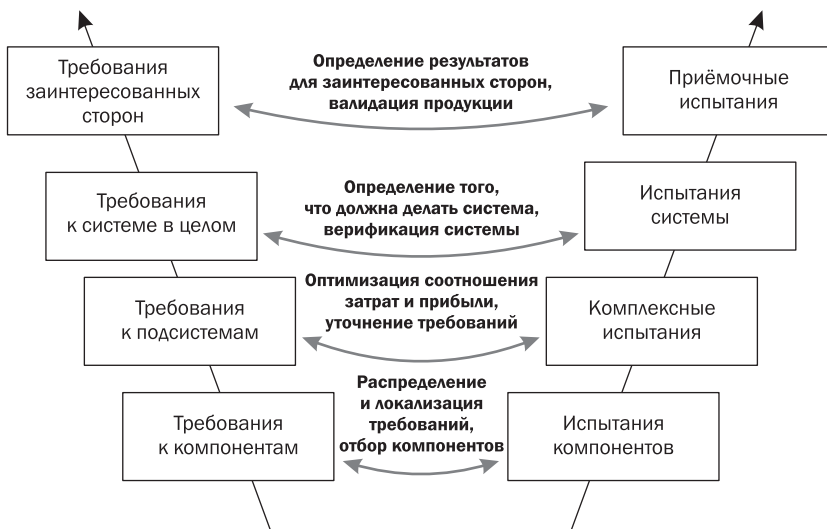 Требования
заинтересованных
сторон
Определение результатов
для заинтересованных сторон,
валидация продукции
Приёмочные
испытания
Требования
к системе в целом
Определение того,
что должна делать система,
верификация системы
Испытания
системы
Требования
к подсистемам
Оптимизация соотношения
затрат и прибыли,
уточнение требований
Комплексные
испытания
Требования
к компонентам
Распределение
и локализация
требований,
отбор компонентов
Испытания
компонентов